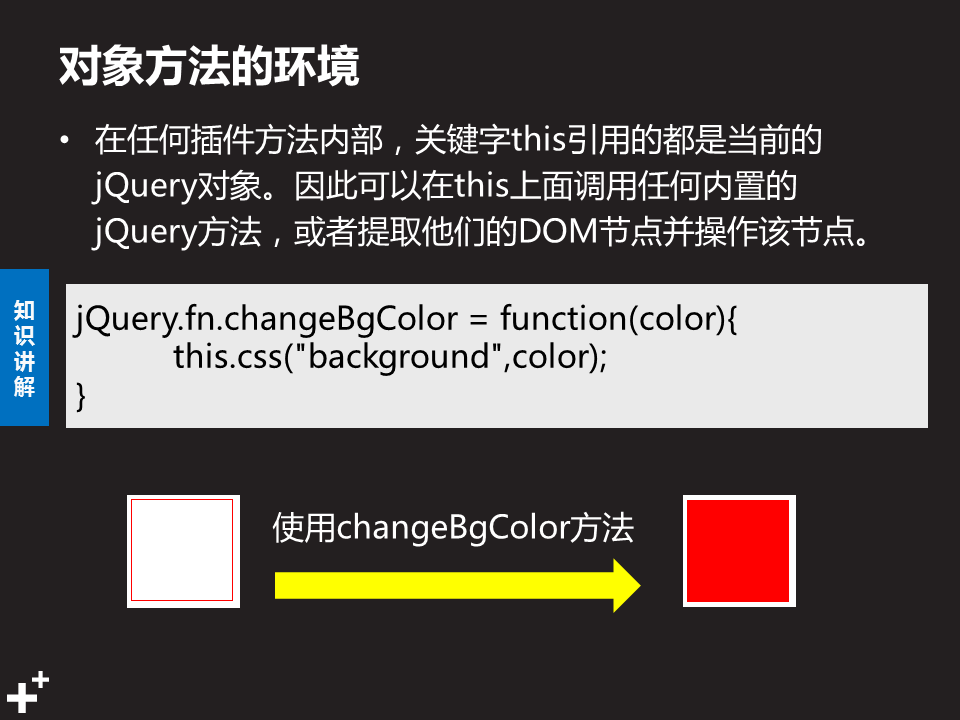 对象方法的环境
• 在任何插件方法内部，关键字this引用的都是当前的
jQuery对象。因此可以在this上面调用任何内置的
jQuery方法，或者提取他们的DOM节点并操作该节点。
知
识
讲
解
jQuery.fn.changeBgColor = function(color){
this.css("background",color);
}
使用changeBgColor方法